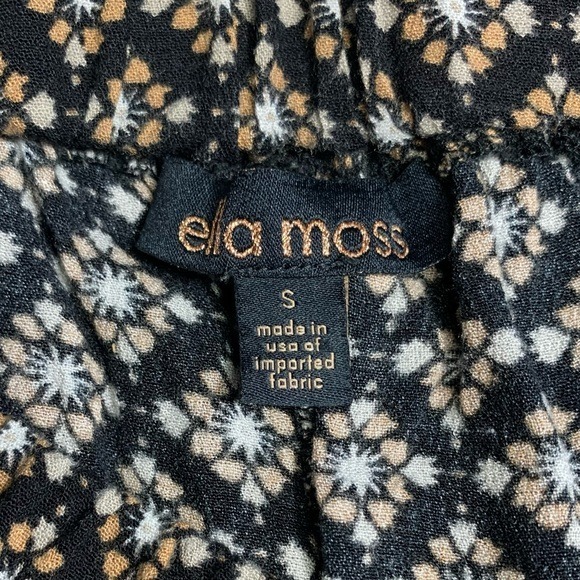 ella moss
S
made in
usa of
imported
fabric